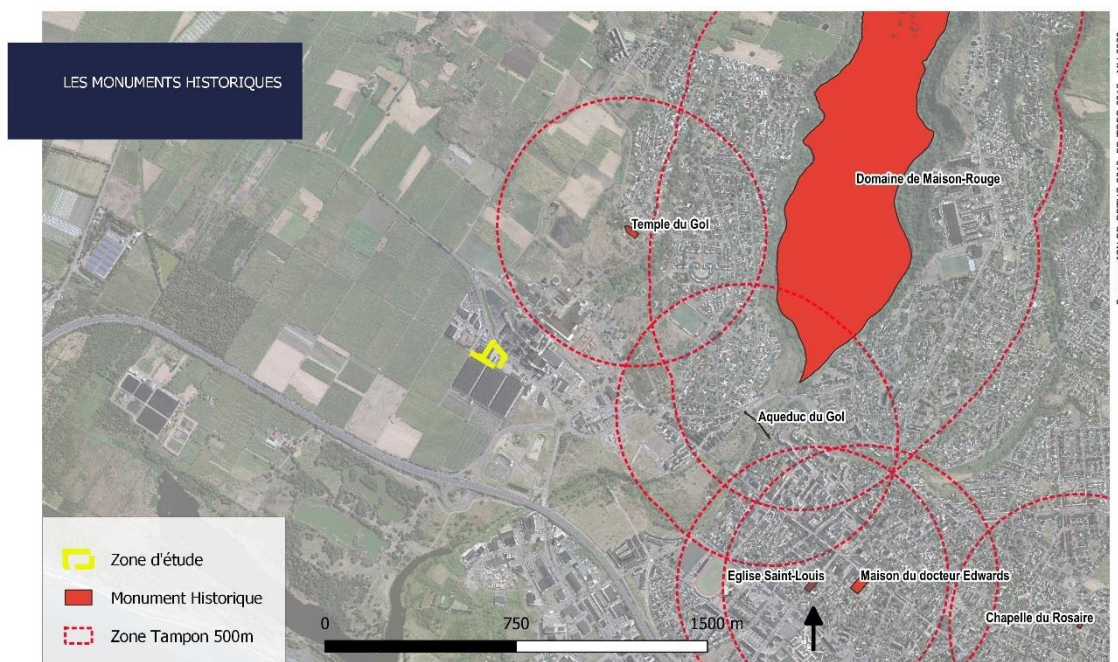 LES MONUMENTS HISTORIQUES
Domaine de Maison-Rouge
Temple du Gol
Aqueduc du Gol
Eglise Saint-Louis
Maison du docteur Edwards
Chapelle du Rosaire
Zone d'étude
Monument Historique
Zone Tampon 500m
0
750
1500 m